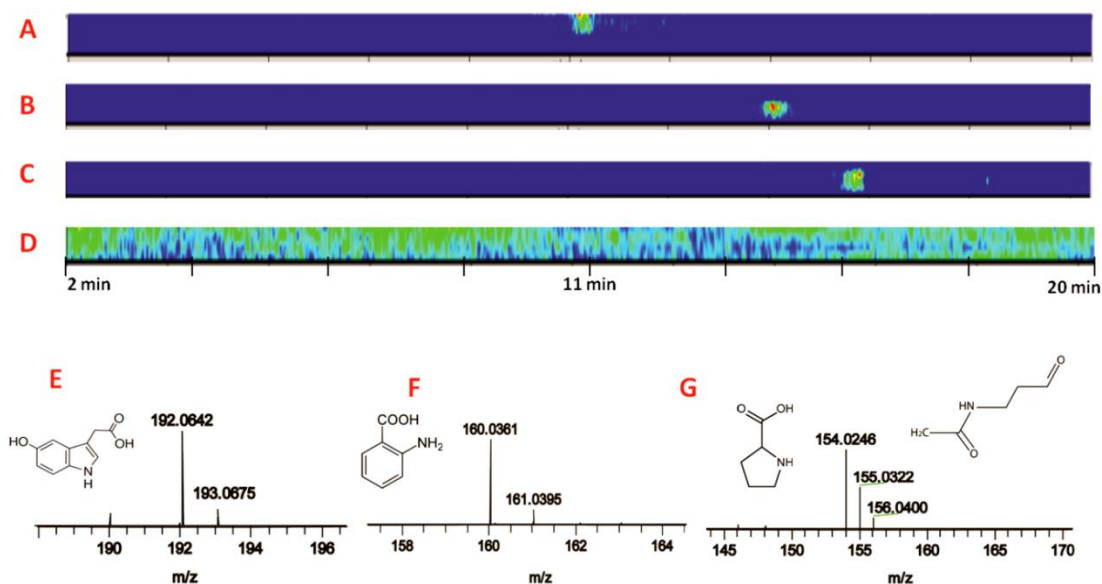 A
B
C
D
2 min
11 min
20 min
E
HO
O
OH
N
H
192.0642
193.0675
190
192
194
196
m/z
F
COOH
NH₂
160.0361
161.0395
158
160
162
164
m/z
G
O
OH
NH
154.0246
155.0322
156.0400
O
HN
H₂C
O
145
150
155
160
165
170
m/z